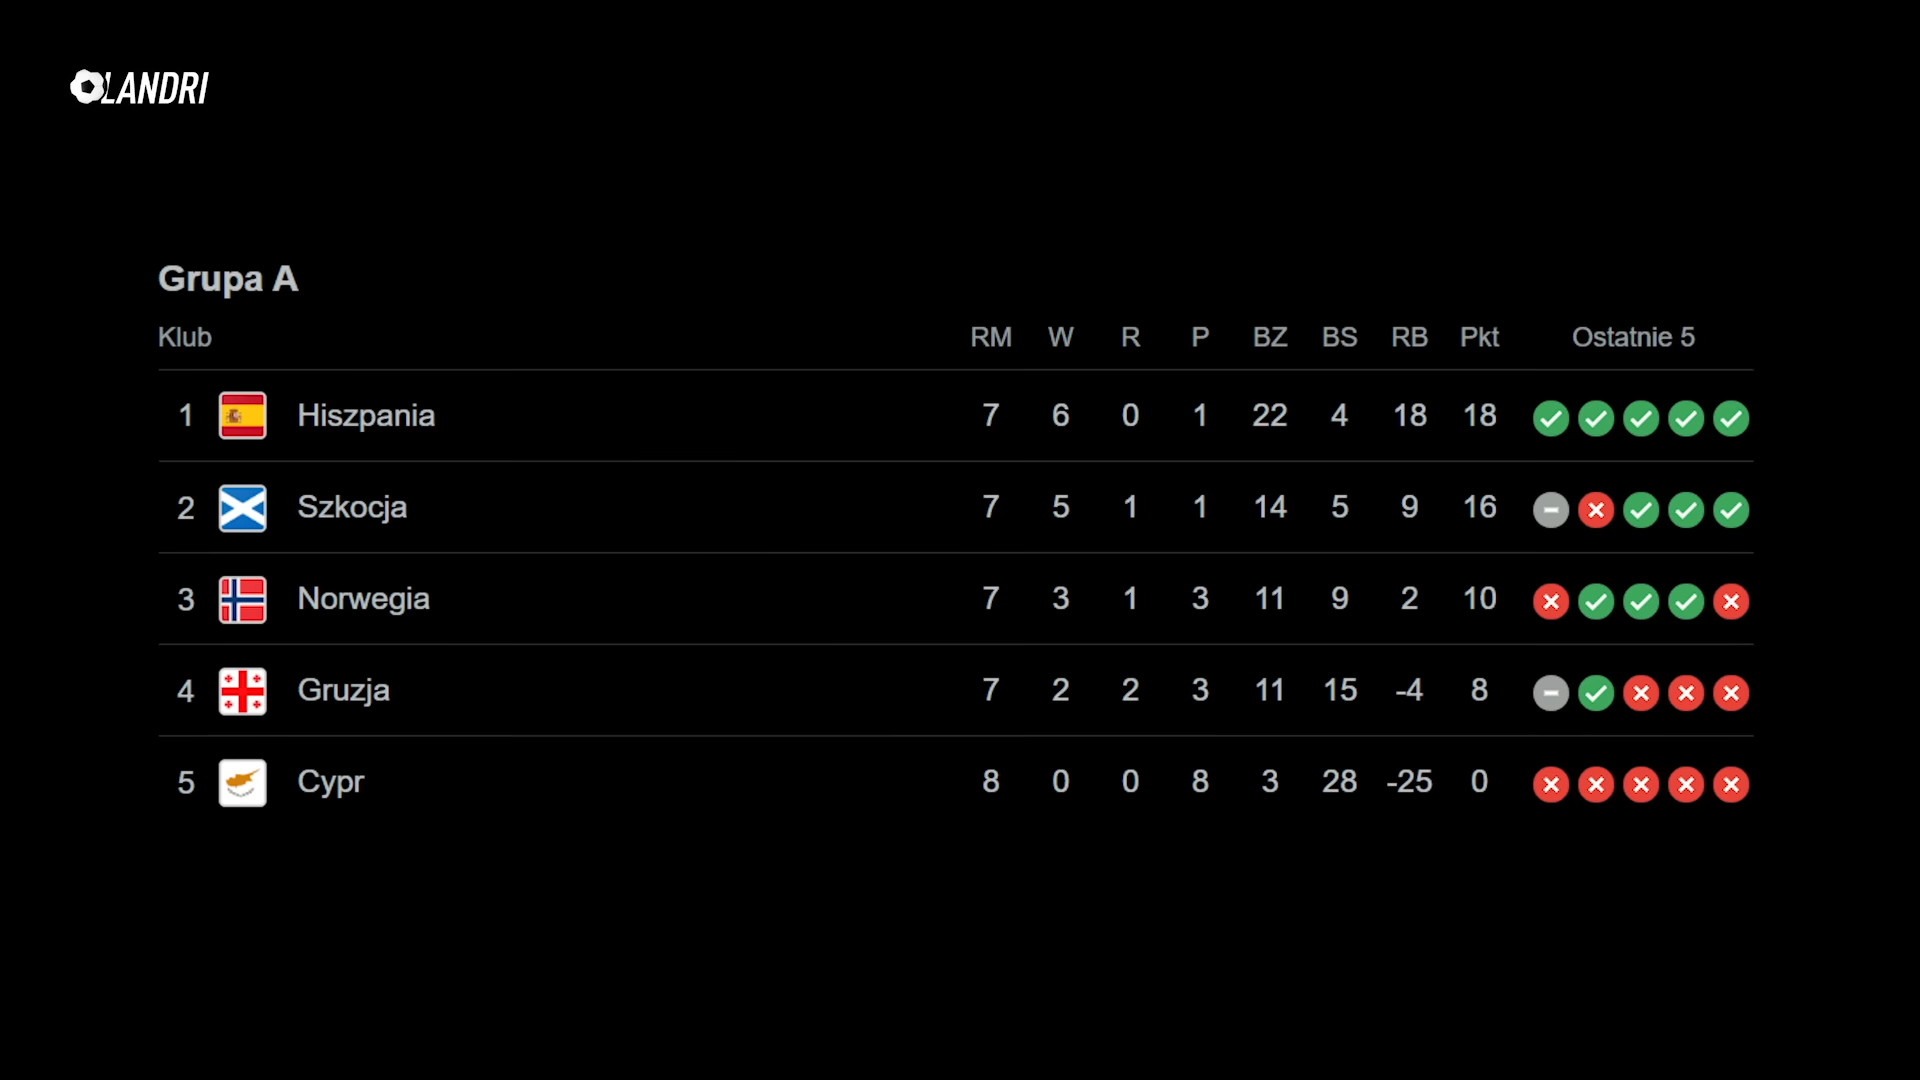 OLANDRI
Grupa A
Klub RM W R P BZ BS RB Pkt Ostatnie 5
1 Hiszpania 7 6 0 1 22 4 18 18
2 Szkocja 7 5 1 1 14 5 9 16
3 Norwegia 7 3 1 3 11 9 2 10
4 Gruzja 7 2 2 3 11 15 -4 8
5 Cypr 8 0 0 8 3 28 -25 0